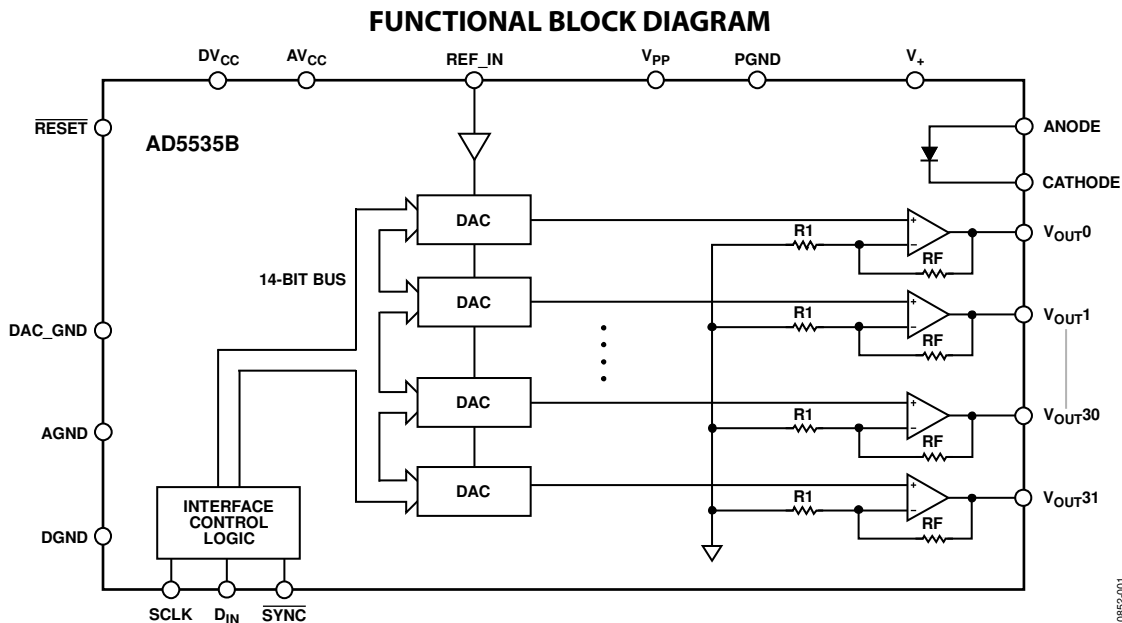 FUNCTIONAL BLOCK DIAGRAM
DVCC AVCC REF_IN VPP PGND V+
RESET
AD5535B
ANODE
CATHODE
DAC
R1
RF
VOUT0
14-BIT BUS
DAC
R1
RF
VOUT1
DAC_GND
DAC
R1
RF
VOUT30
AGND
DAC
R1
RF
VOUT31
INTERFACE
CONTROL
LOGIC
DGND
SCLK DIN SYNC